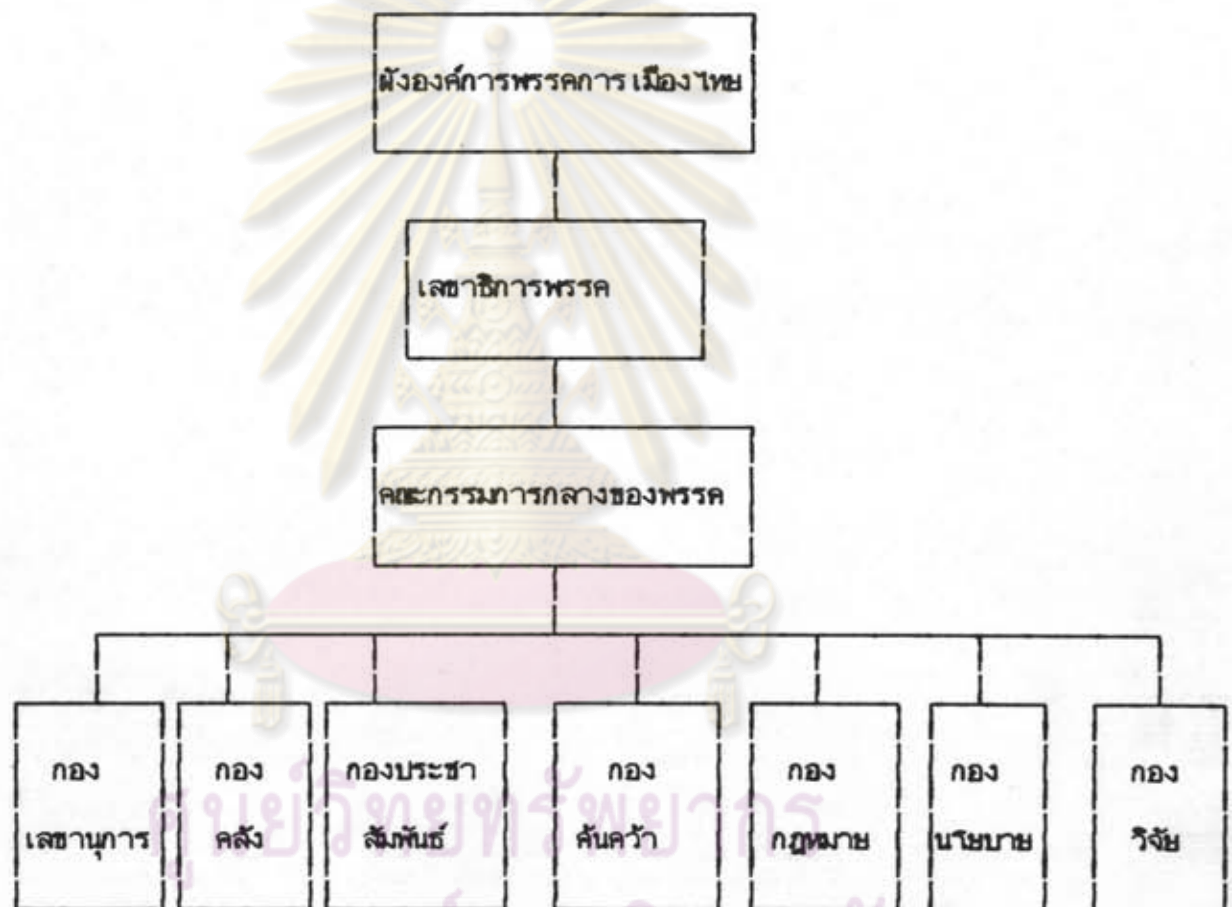 ผังองค์การพรรคการเมืองไทย
เลขาธิการพรรค
คณะกรรมการกลางของพรรค
กอง
เลขานุการ
กอง
คลัง
กองประชา
สัมพันธ์
กอง
ค้นคว้า
กอง
กฎหมาย
กอง
นโยบาย
กอง
วิจัย
ศูนย์วิทยทรัพยากร